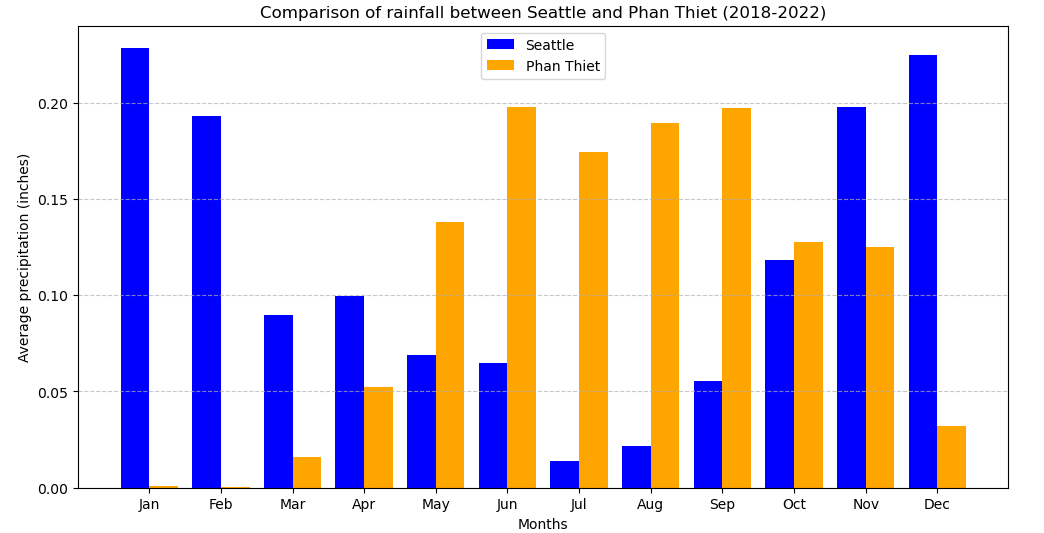 Comparison of rainfall between Seattle and Phan Thiet (2018-2022)
Seattle
Phan Thiet
Average precipitation (inches)
0.20
0.15
0.10
0.05
0.00
Jan Feb Mar Apr May Jun Jul Aug Sep Oct Nov Dec
Months